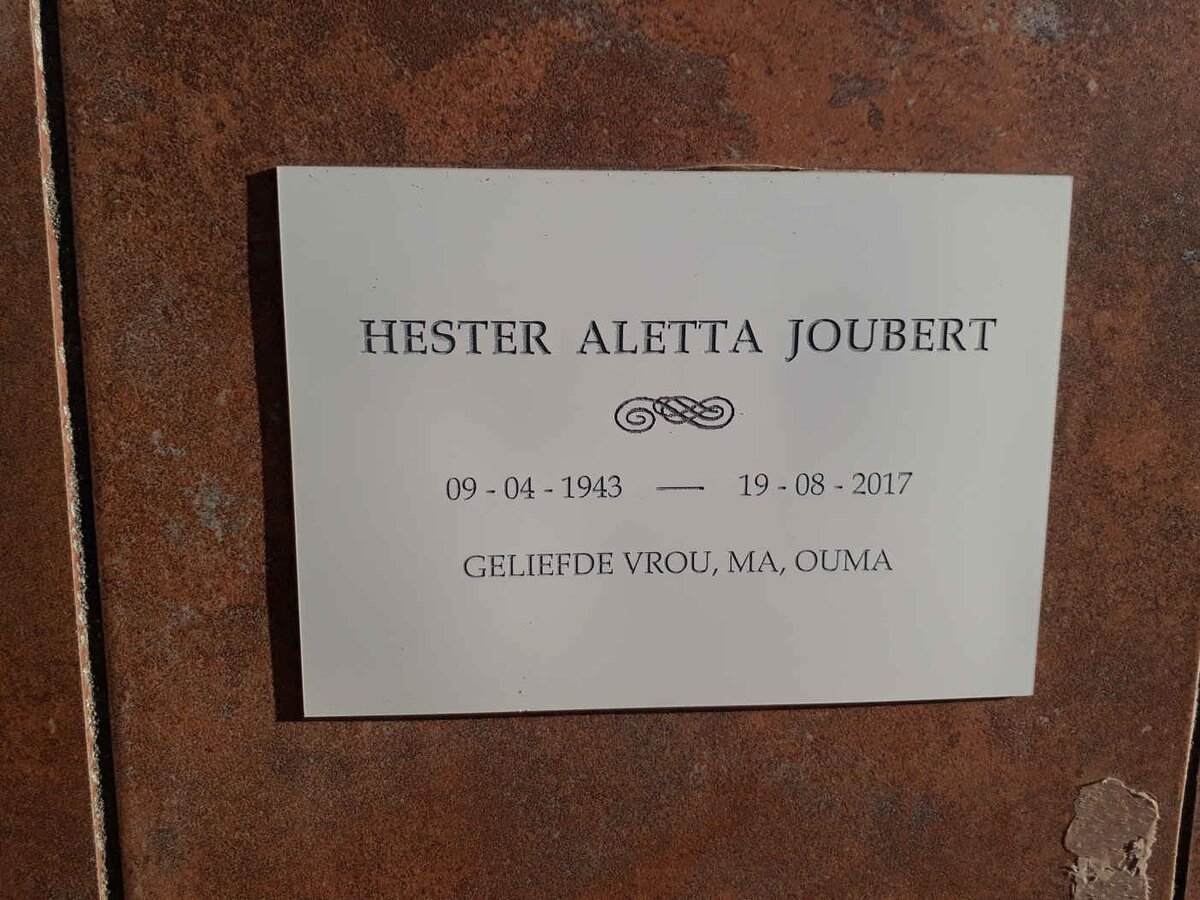 HESTER ALETTA JOUBERT
09 - 04 - 1943 — 19 - 08 - 2017
GELIEFDE VROU, MA, OUMA